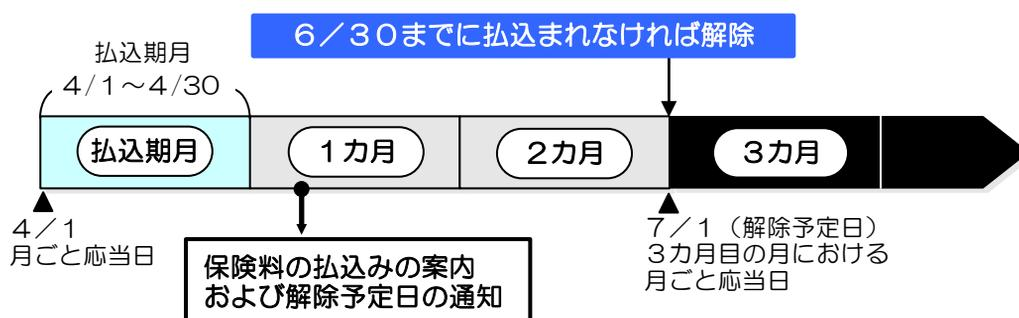 ６／３０までに払込まれなければ解除
払込期月
４/１～４/３０
払込期月
１カ月
２カ月
３カ月
４／１
月ごと応当日
保険料の払込みの案内
および解除予定日の通知
７／１（解除予定日）
３カ月目の月における
月ごと応当日